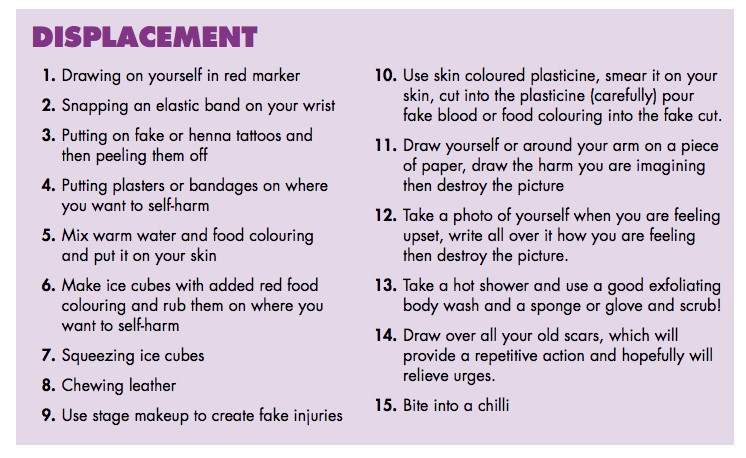 DISPLACEMENT
1. Drawing on yourself in red marker
2. Snapping an elastic band on your wrist
3. Putting on fake or henna tattoos and
then peeling them off
4. Putting plasters or bandages on where
you want to self-harm
5. Mix warm water and food colouring
and put it on your skin
6. Make ice cubes with added red food
colouring and rub them on where you
want to self-harm
7. Squeezing ice cubes
8. Chewing leather
9. Use stage makeup to create fake injuries
10. Use skin coloured plasticine, smear it on your
skin, cut into the plasticine (carefully) pour
fake blood or food colouring into the fake cut.
11. Draw yourself or around your arm on a piece
of paper, draw the harm you are imagining
then destroy the picture
12. Take a photo of yourself when you are feeling
upset, write all over it how you are feeling
then destroy the picture.
13. Take a hot shower and use a good exfoliating
body wash and a sponge or glove and scrub!
14. Draw over all your old scars, which will
provide a repetitive action and hopefully will
relieve urges.
15. Bite into a chilli